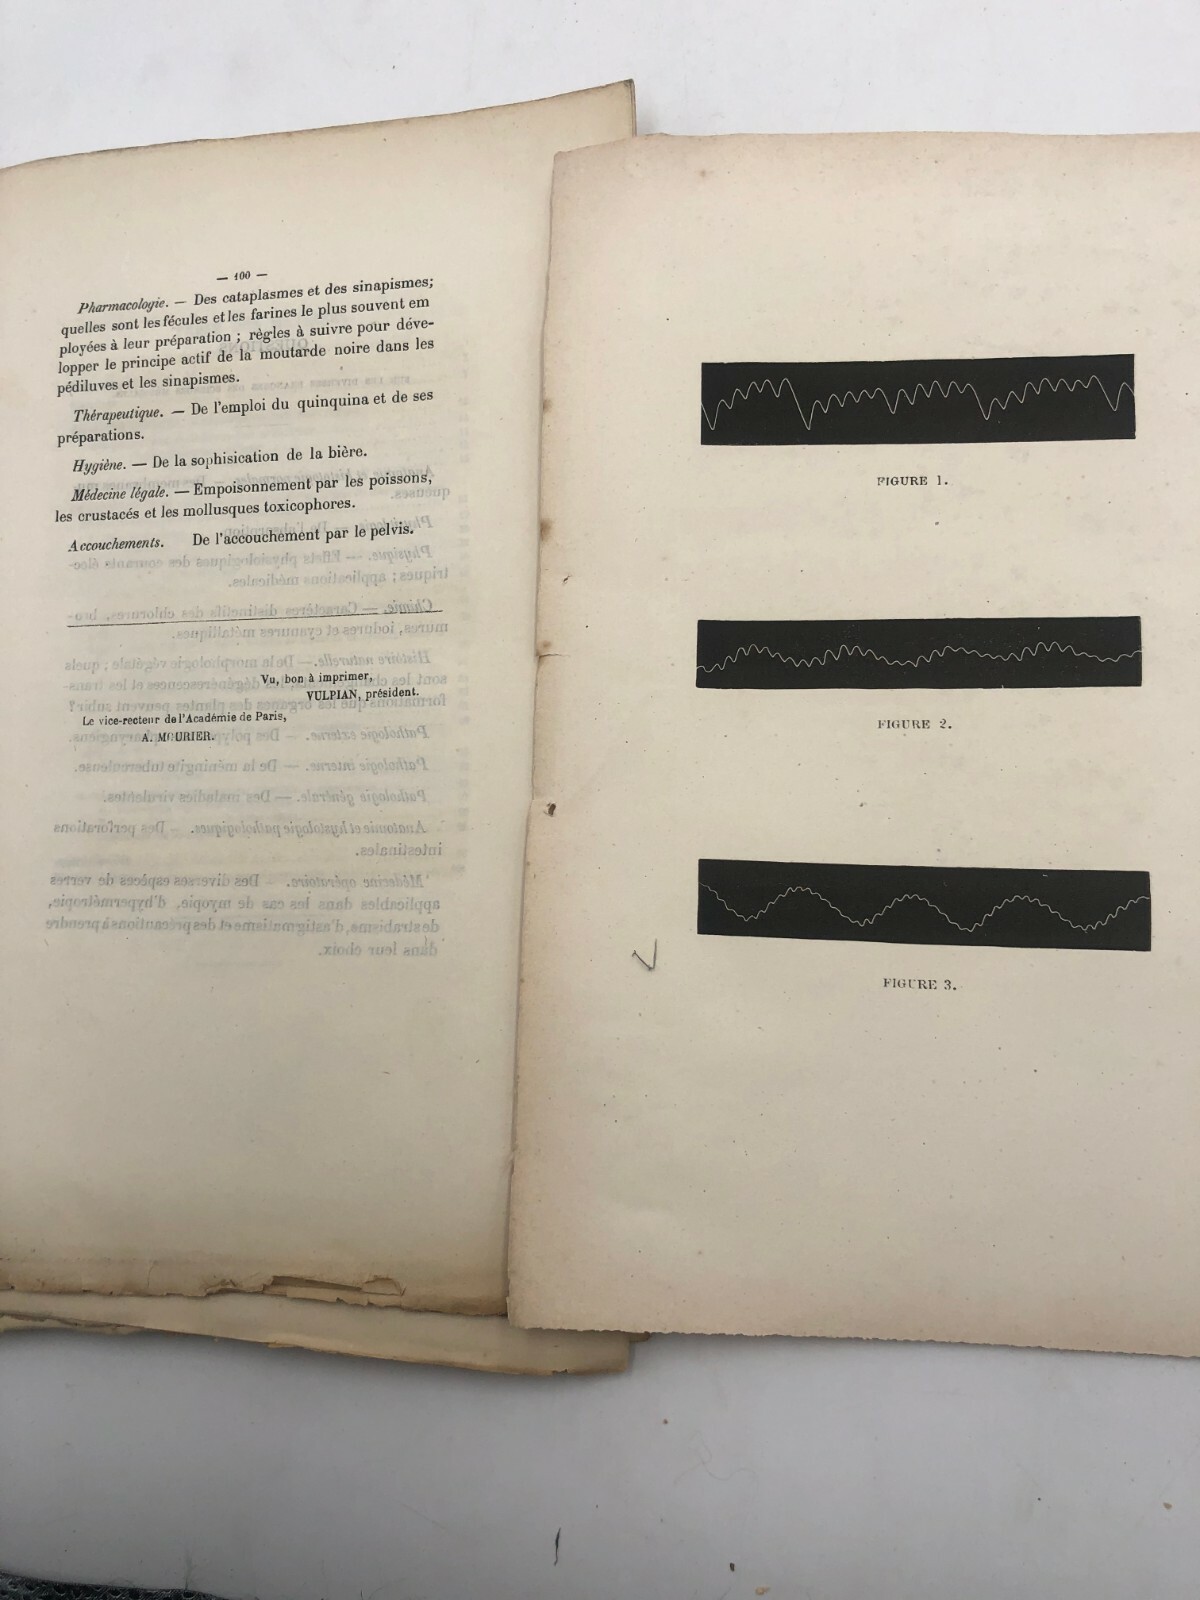 — 100 —
Pharmacologie. — Des cataplasmes et des sinapismes;
quelles sont les fécules et les farines le plus souvent em
ployées à leur préparation ; règles à suivre pour déve-
lopper le principe actif de la moutarde noire dans les
pédiluves et les sinapismes.
Thérapeutique. — De l'emploi du quinquina et de ses
préparations.
Hygiène. — De la sophisication de la bière.
Médecine légale. — Empoisonnement par les poissons,
les crustacés et les mollusques toxicophores.
Accouchements. De l'accouchement par le pelvis.
Vu, bon à imprimer,
VULPIAN, président.
Le vice-recteur de l'Académie de Paris,
A. MOURIER.
FIGURE 1.
FIGURE 2.
FIGURE 3.